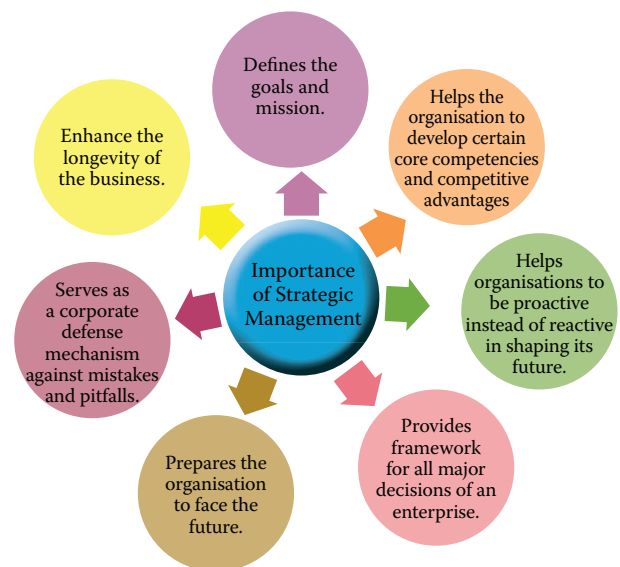 Defines the
goals and
mission.
Helps the
organisation to
develop certain
core competencies
and competitive
advantages
Helps
organisations to
be proactive
instead of reactive
in shaping its
future.
Provides
framework
for all major
decisions of an
enterprise.
Prepares the
organisation
to face the
future.
Serves as
a corporate
defense
mechanism
against mistakes
and pitfalls.
Enhance the
longevity of
the business.
Importance
of Strategic
Management